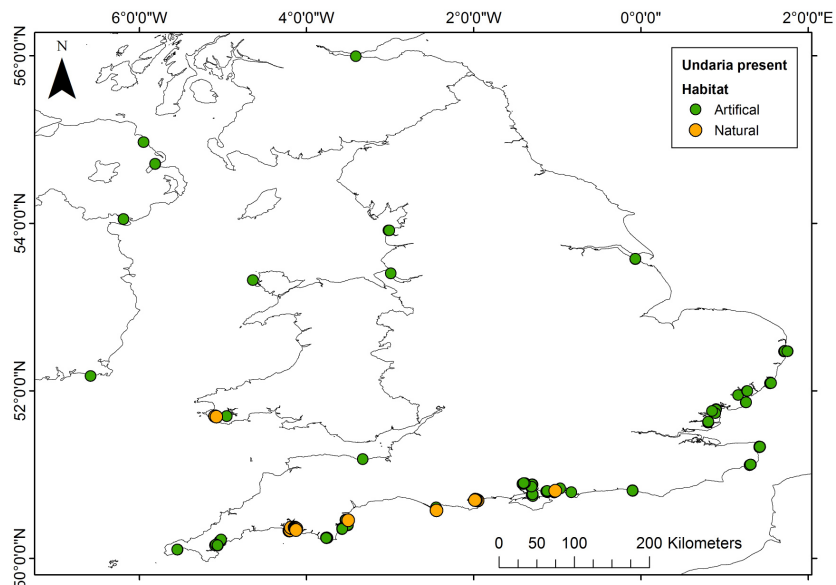 6°0'0"W 4°0'0"W 2°0'0"W 0°0'0" 2°0'0"E
N
Undaria present
Habitat
Artifical
Natural
56°0'0"N
54°0'0"N
52°0'0"N
50°0'0"N
0 50 100 200 Kilometers